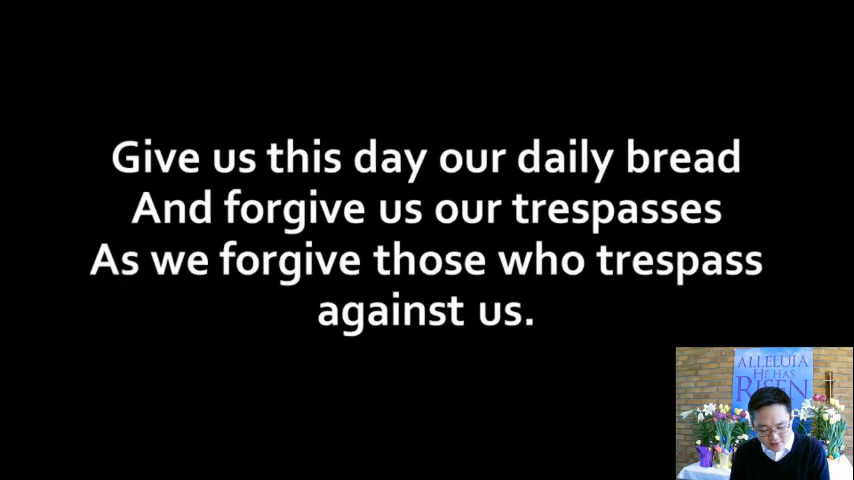 Give us this day our daily bread
And forgive us our trespasses
As we forgive those who trespass
against us.
ALLELUIA
HE HAS
RISEN